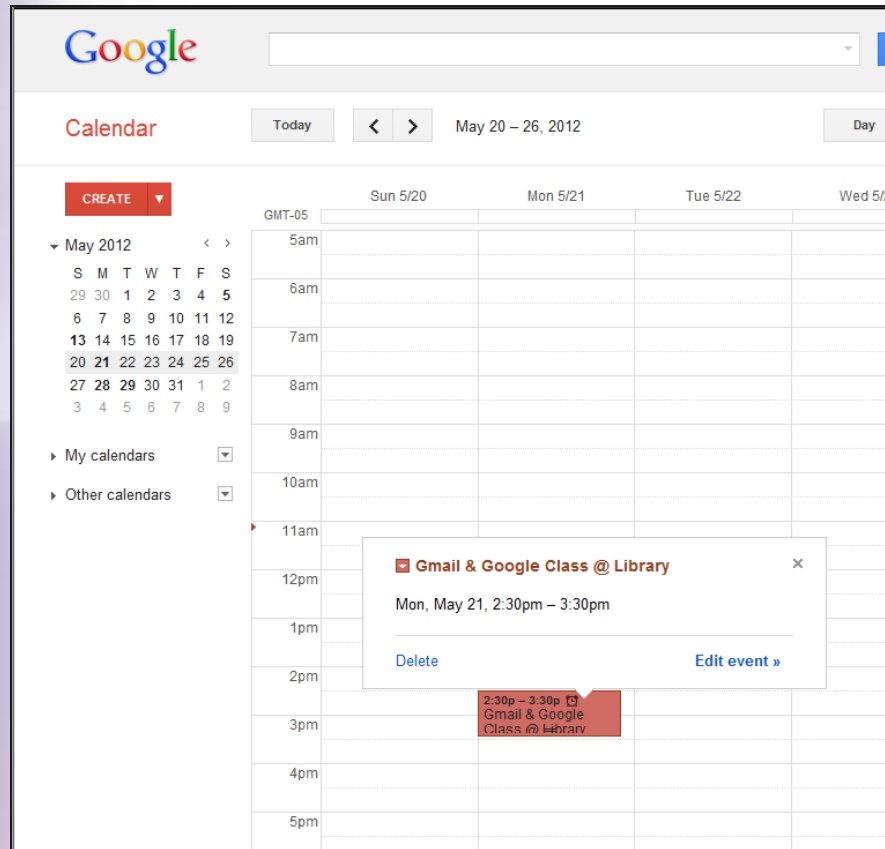 Google
Calendar
Today
May 20 – 26, 2012
Day
CREATE
Sun 5/20 Mon 5/21 Tue 5/22 Wed 5/
GMT-05
May 2012
S M T W T F S
29 30 1 2 3 4 5
6 7 8 9 10 11 12
13 14 15 16 17 18 19
20 21 22 23 24 25 26
27 28 29 30 31 1 2
3 4 5 6 7 8 9
My calendars
Other calendars
5am
6am
7am
8am
9am
10am
11am
12pm
1pm
2pm
3pm
4pm
5pm
Gmail & Google Class @ Library
Mon, May 21, 2:30pm – 3:30pm
Delete Edit event »
2:30p – 3:30p
Gmail & Google
Class @ Library